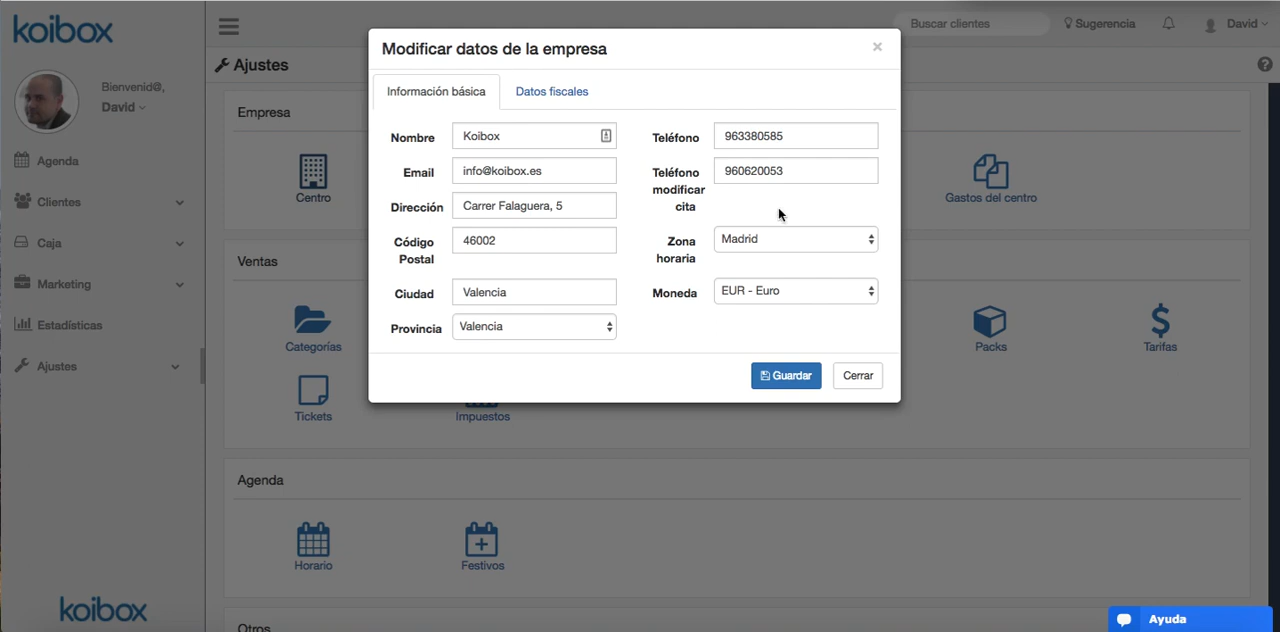 koibox
Buscar clientes
Sugerencia
David
Bienvenid@,
David
Ajustes
Agenda
Clientes
Caja
Marketing
Estadísticas
Ajustes
koibox
Empresa
Centro
Gastos del centro
Ventas
Categorías
Packs
Tarifas
Tickets
Impuestos
Agenda
Horario
Festivos
Otros
Modificar datos de la empresa
×
Información básica
Datos fiscales
Nombre
Koibox
Email
info@koibox.es
Dirección
Carrer Falaguera, 5
Código
Postal
46002
Ciudad
Valencia
Provincia
Valencia
Teléfono
963380585
Teléfono
modificar
cita
960620053
Zona
horaria
Madrid
Moneda
EUR - Euro
Guardar
Cerrar
Ayuda